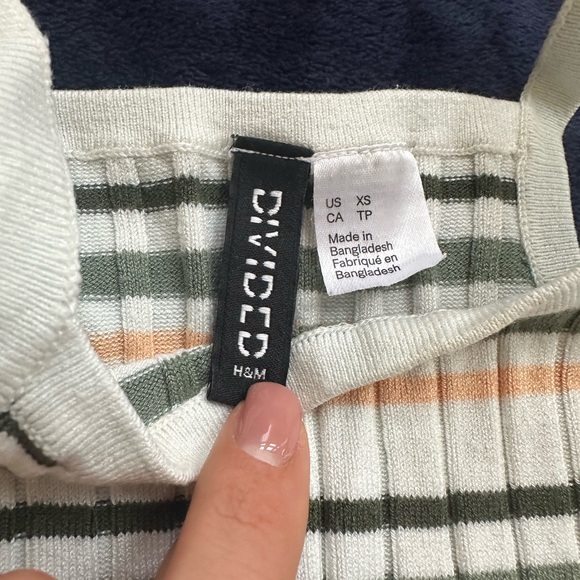 DIVIDED
H&M
US XS
CA TP
Made in
Bangladesh
Fabriqué en
Bangladesh